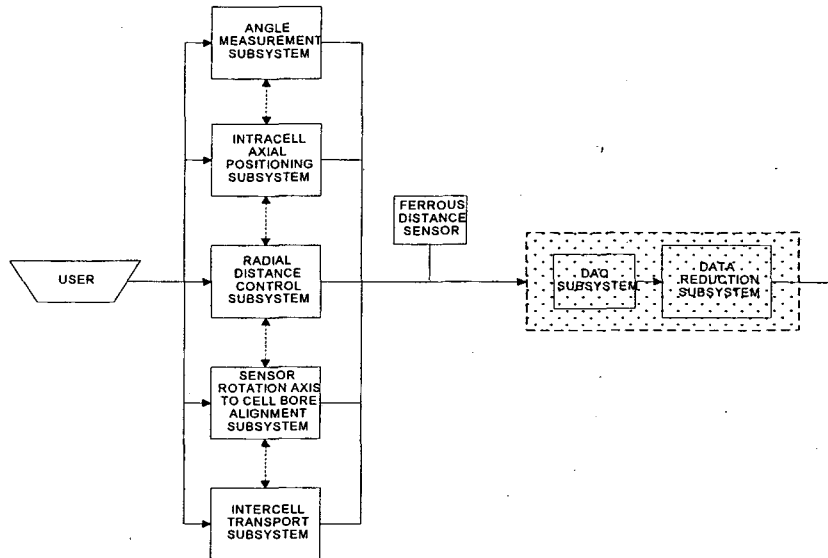 ANGLE
MEASUREMENT
SUBSYSTEM
INTRACELL
AXIAL
POSITIONING
SUBSYSTEM
FERROUS
DISTANCE
SENSOR
USER
RADIAL
DISTANCE
CONTROL
SUBSYSTEM
DAQ
SUBSYSTEM
DATA
REDUCTION
SUBSYSTEM
SENSOR
ROTATION AXIS
TO CELL BORE
ALIGNMENT
SUBSYSTEM
INTERCELL
TRANSPORT
SUBSYSTEM